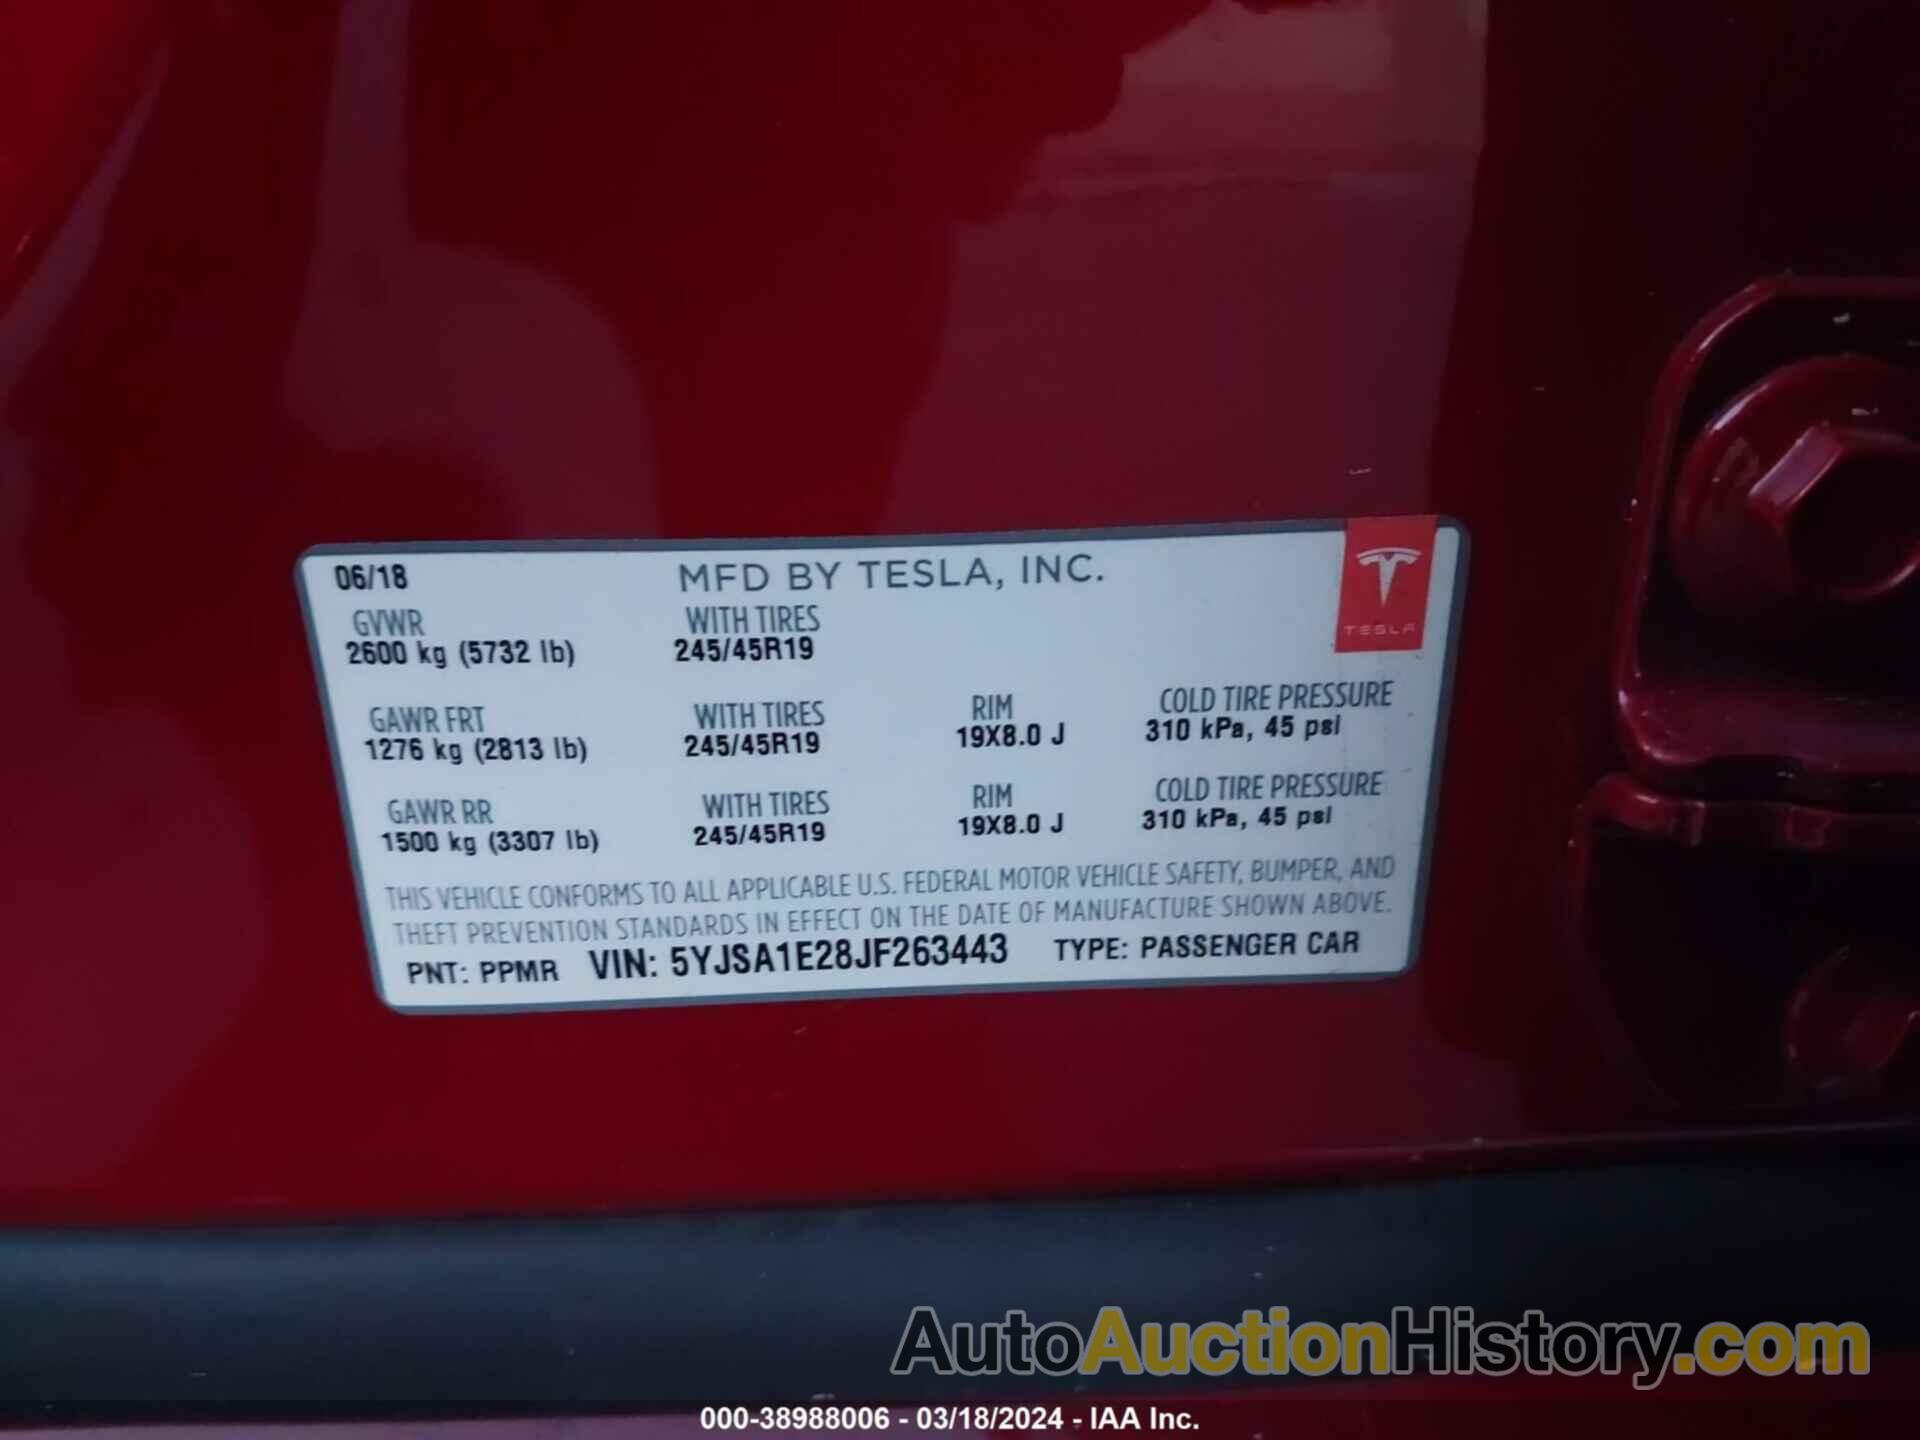 06/18 MFD BY TESLA, INC.
TESLA
GVWR WITH TIRES
2600 kg (5732 lb) 245/45R19
GAWR FRT WITH TIRES RIM COLD TIRE PRESSURE
1276 kg (2813 lb) 245/45R19 19X8.0 J 310 kPa, 45 psi
GAWR RR WITH TIRES RIM COLD TIRE PRESSURE
1500 kg (3307 lb) 245/45R19 19X8.0 J 310 kPa, 45 psi
THIS VEHICLE CONFORMS TO ALL APPLICABLE U.S. FEDERAL MOTOR VEHICLE SAFETY, BUMPER, AND
THEFT PREVENTION STANDARDS IN EFFECT ON THE DATE OF MANUFACTURE SHOWN ABOVE.
PNT: PPMR VIN: 5YJSA1E28JF263443 TYPE: PASSENGER CAR
AutoAuctionHistory.com
000-38988006 - 03/18/2024 - IAA Inc.